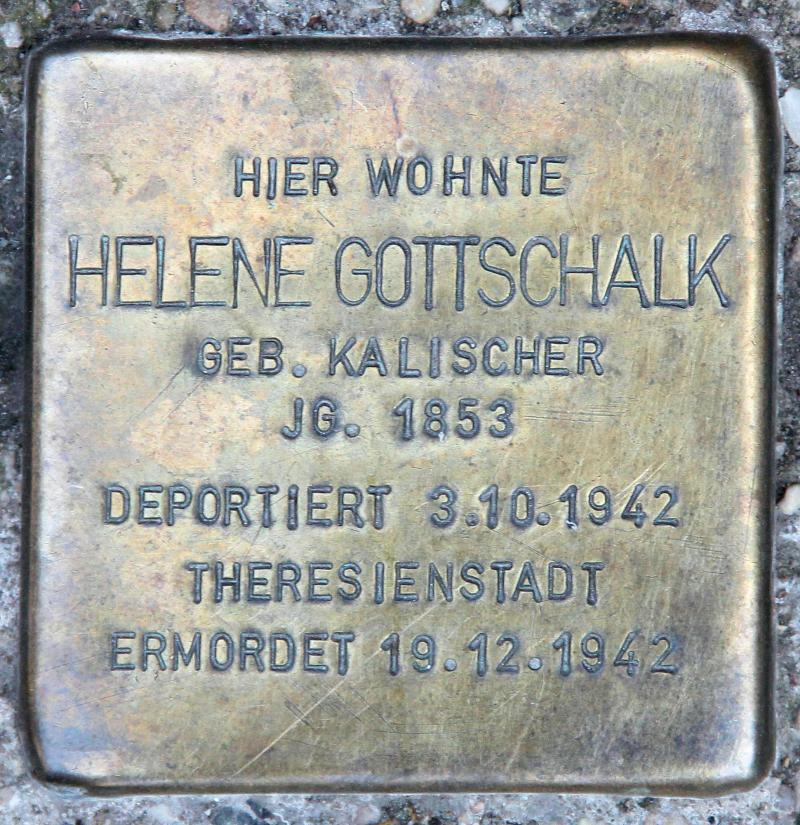 HIER WOHNTE
HELENE GOTTSCHALK
GEB. KALISCHER
JG. 1853
DEPORTIERT 3.10.1942
THERESIENSTADT
ERMORDET 19.12.1942